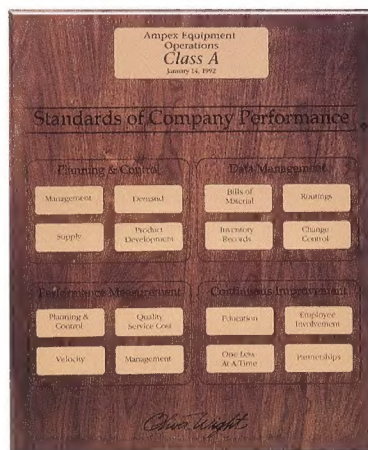 Ampex Equipment
Operations
Class A
January 14, 1992
Standards of Company Performance
Planning & Control
Data Management
Management
Demand
Bills of
Material
Routings
Supply
Product
Development
Inventory
Records
Change
Control
Performance Measurement
Continuous Improvement
Planning &
Control
Quality
Service Cost
Education
Employee
Involvement
Velocity
Management
One Less
At A Time
Partnerships
Oliver Wight